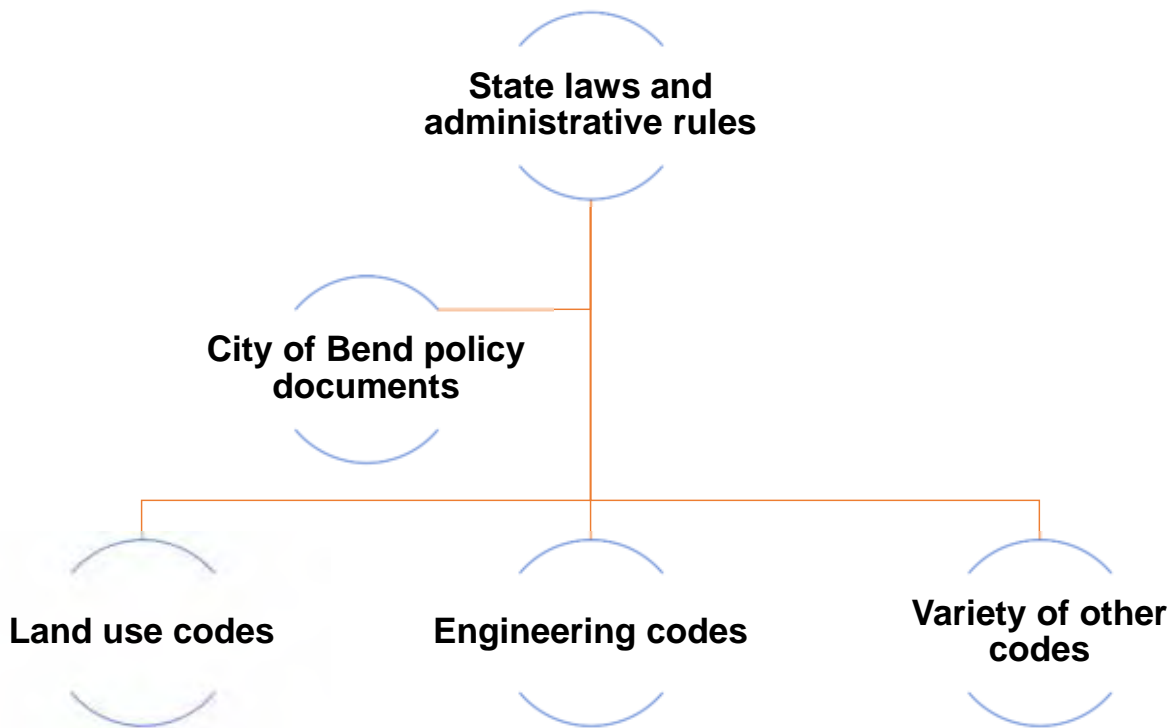 State laws and
administrative rules
City of Bend policy
documents
Land use codes
Engineering codes
Variety of other
codes